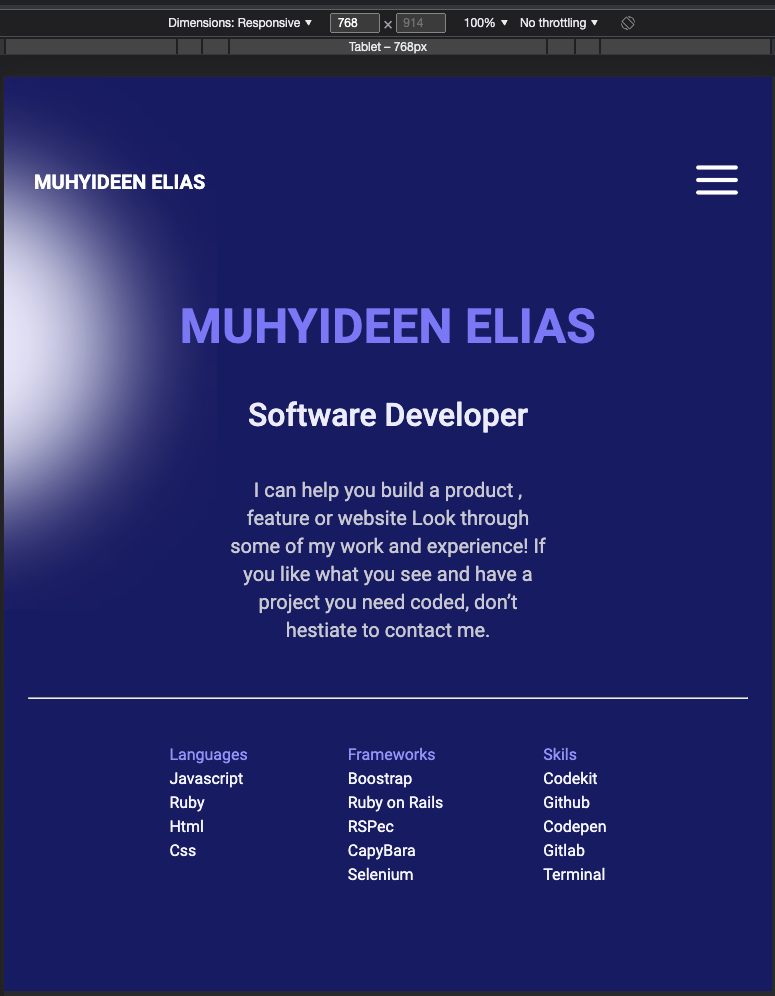 Dimensions: Responsive ▼ 768 × 914 100% ▼ No throttling ▼
Tablet – 768px
MUHYIDEEN ELIAS
MUHYIDEEN ELIAS
Software Developer
I can help you build a product ,
feature or website Look through
some of my work and experience! If
you like what you see and have a
project you need coded, don’t
hestiate to contact me.
Languages
Javascript
Ruby
Html
Css
Frameworks
Boostrap
Ruby on Rails
RSPec
CapyBara
Selenium
Skils
Codekit
Github
Codepen
Gitlab
Terminal